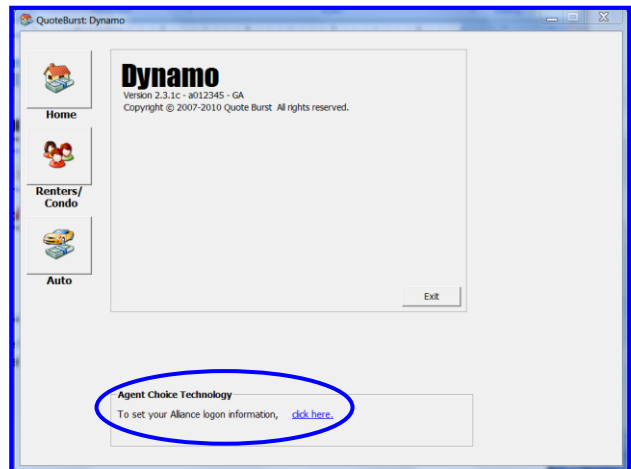 QuoteBurst: Dynamo
Dynamo
Version 2.3.1c - a012345 - GA
Copyright © 2007-2010 Quote Burst All rights reserved.
Home
Renters/
Condo
Auto
Exit
Agent Choice Technology
To set your Alliance logon information, click here.